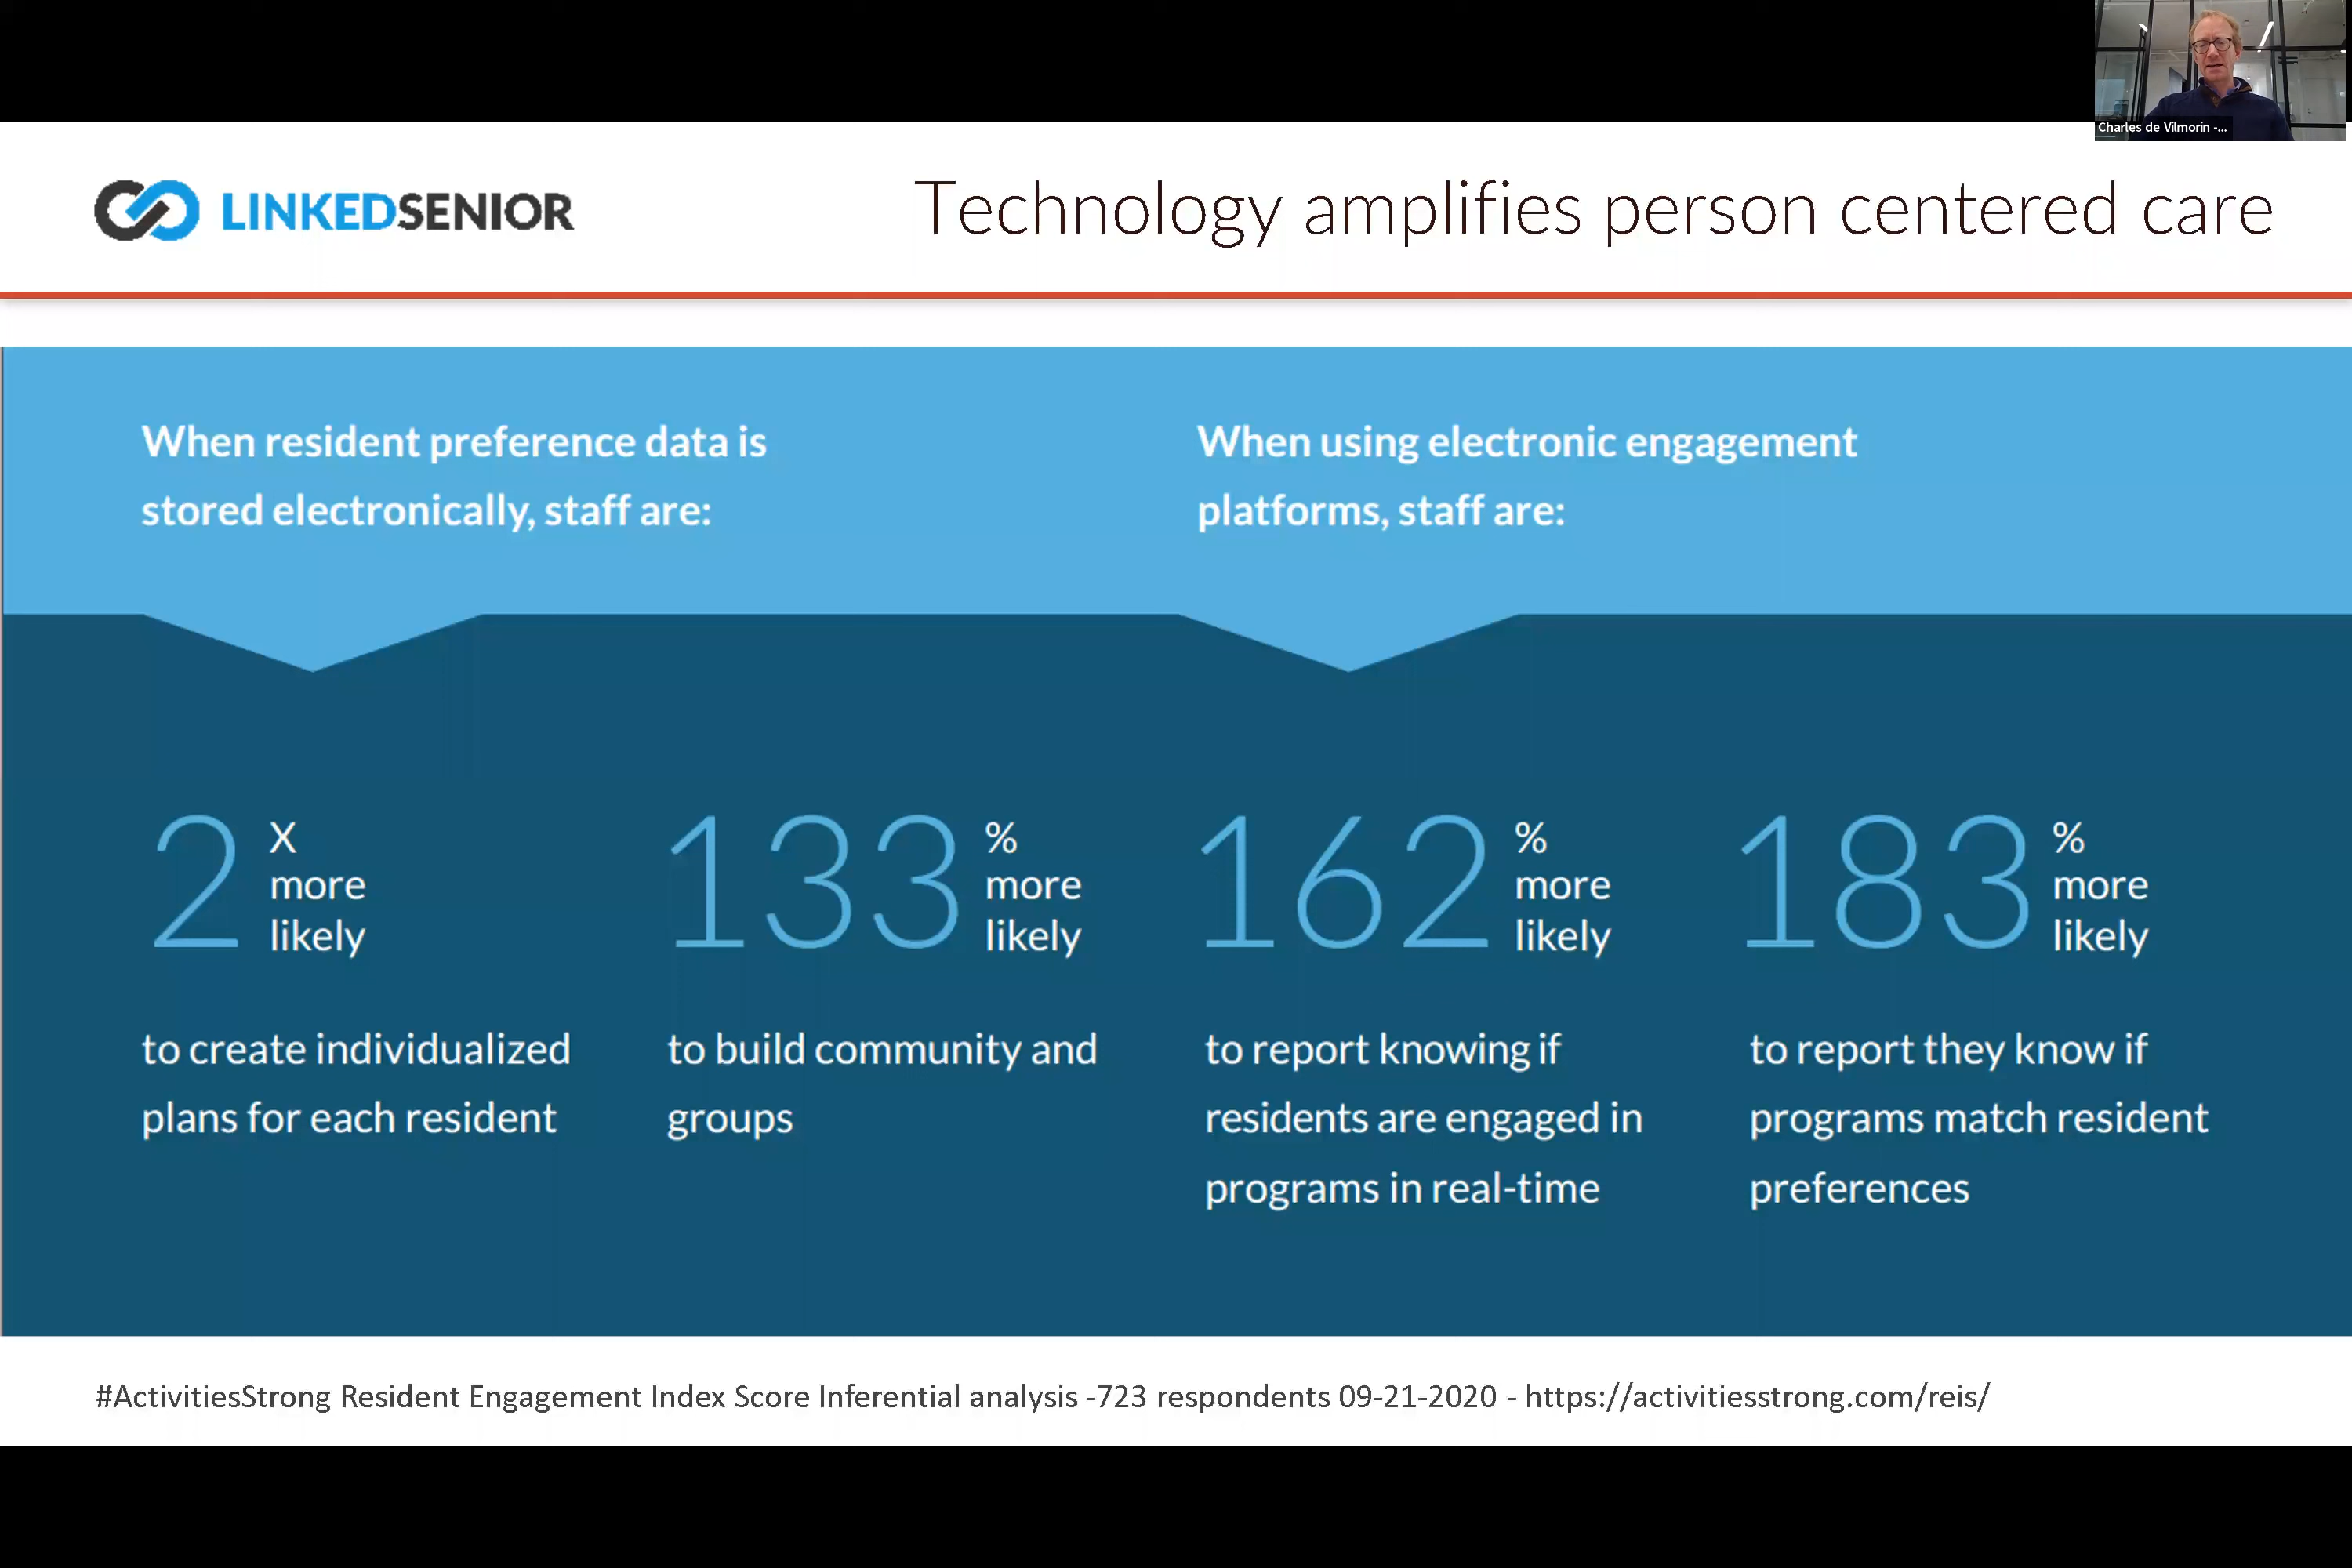 Charles de Vilmorin -...
LINKEDSENIOR
Technology amplifies person centered care
When resident preference data is
stored electronically, staff are:
When using electronic engagement
platforms, staff are:
2 X more likely
to create individualized
plans for each resident
133 % more likely
to build community and
groups
162 % more likely
to report knowing if
residents are engaged in
programs in real-time
183 % more likely
to report they know if
programs match resident
preferences
#ActivitiesStrong Resident Engagement Index Score Inferential analysis -723 respondents 09-21-2020 - https://activitiesstrong.com/reis/